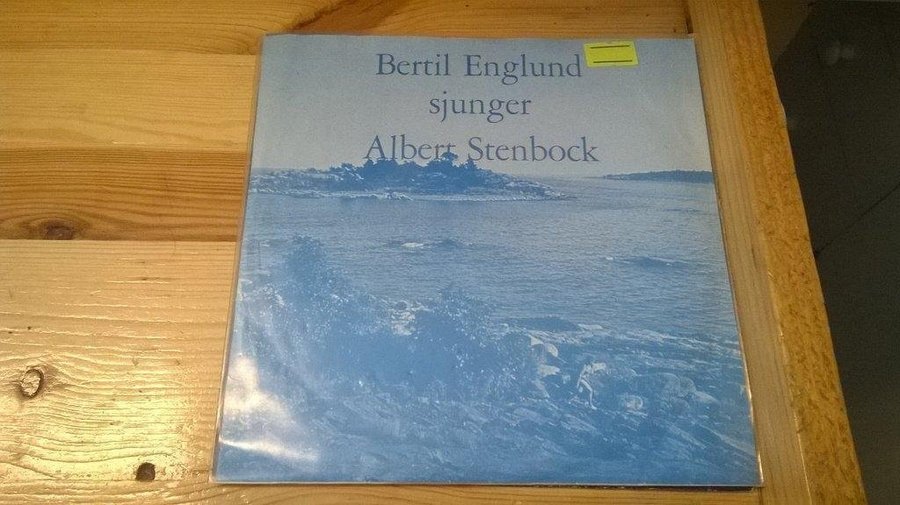 Bertil Englund
sjunger
Albert Stenbock